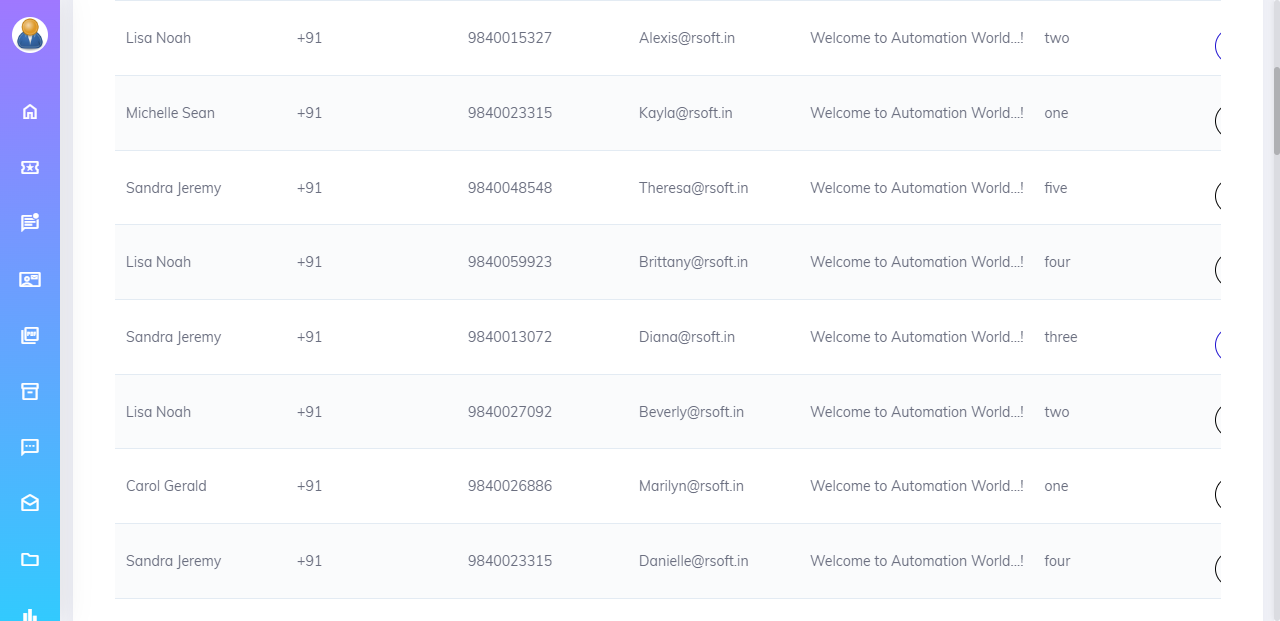 Lisa Noah +91 9840015327 Alexis@rsoft.in Welcome to Automation World...! two
Michelle Sean +91 9840023315 Kayla@rsoft.in Welcome to Automation World...! one
Sandra Jeremy +91 9840048548 Theresa@rsoft.in Welcome to Automation World...! five
Lisa Noah +91 9840059923 Brittany@rsoft.in Welcome to Automation World...! four
Sandra Jeremy +91 9840013072 Diana@rsoft.in Welcome to Automation World...! three
Lisa Noah +91 9840027092 Beverly@rsoft.in Welcome to Automation World...! two
Carol Gerald +91 9840026886 Marilyn@rsoft.in Welcome to Automation World...! one
Sandra Jeremy +91 9840023315 Danielle@rsoft.in Welcome to Automation World...! four